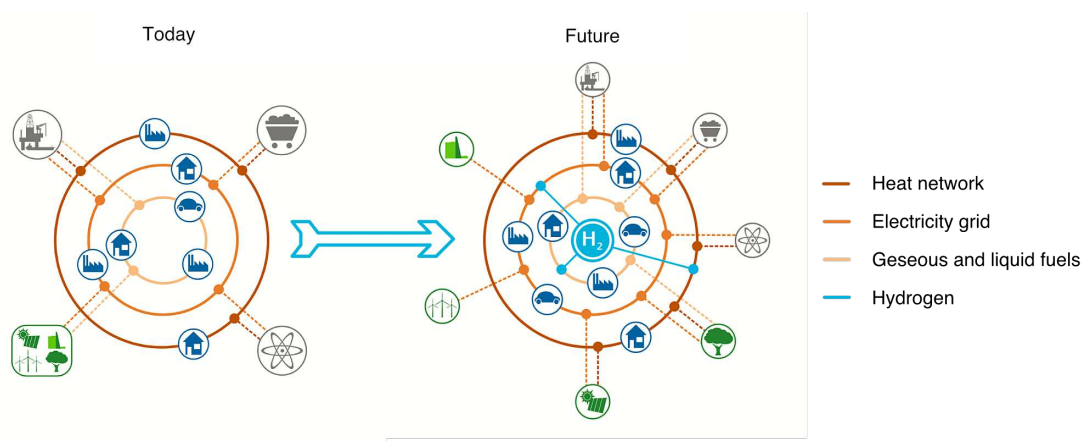 Today
Future
H₂
Heat network
Electricity grid
Geseous and liquid fuels
Hydrogen